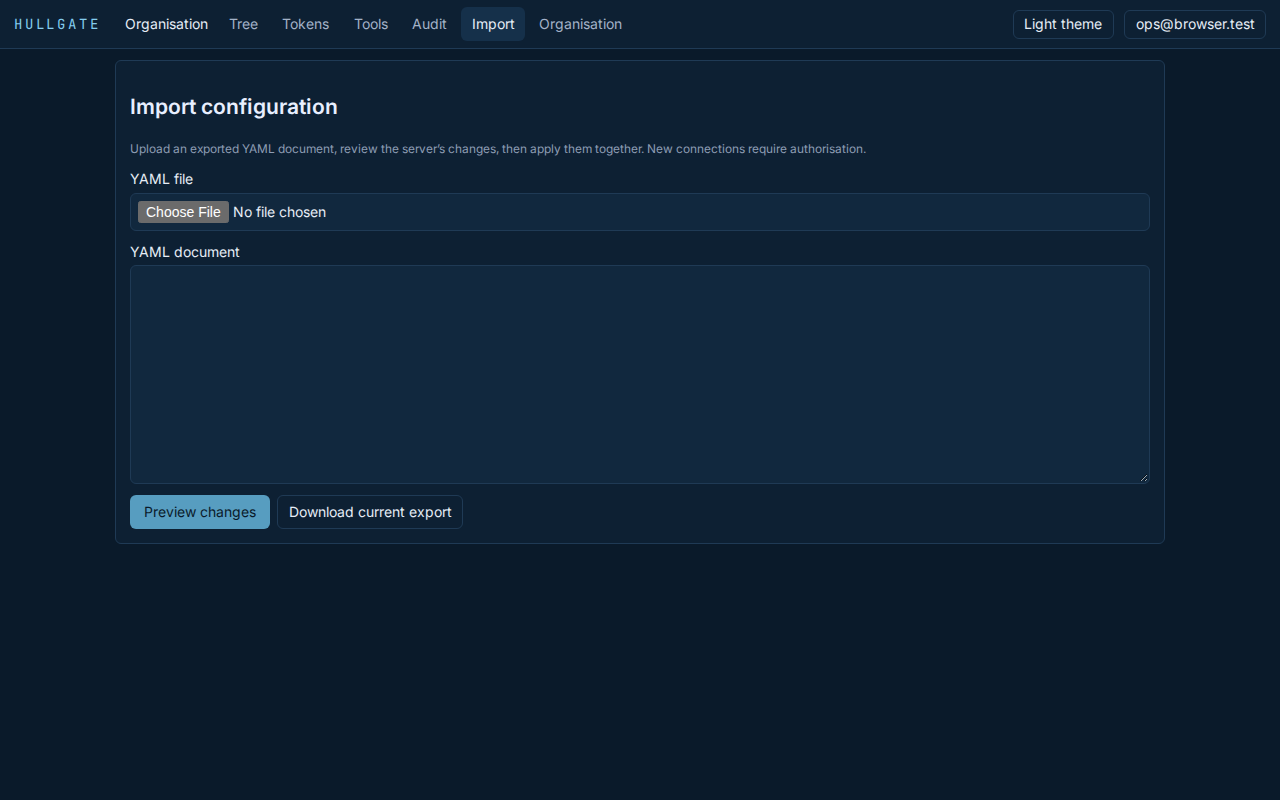 HULLGATE Organisation Tree Tokens Tools Audit Import Organisation Light theme ops@browser.test
Import configuration
Upload an exported YAML document, review the server’s changes, then apply them together. New connections require authorisation.
YAML file
Choose File No file chosen
YAML document
Preview changes Download current export